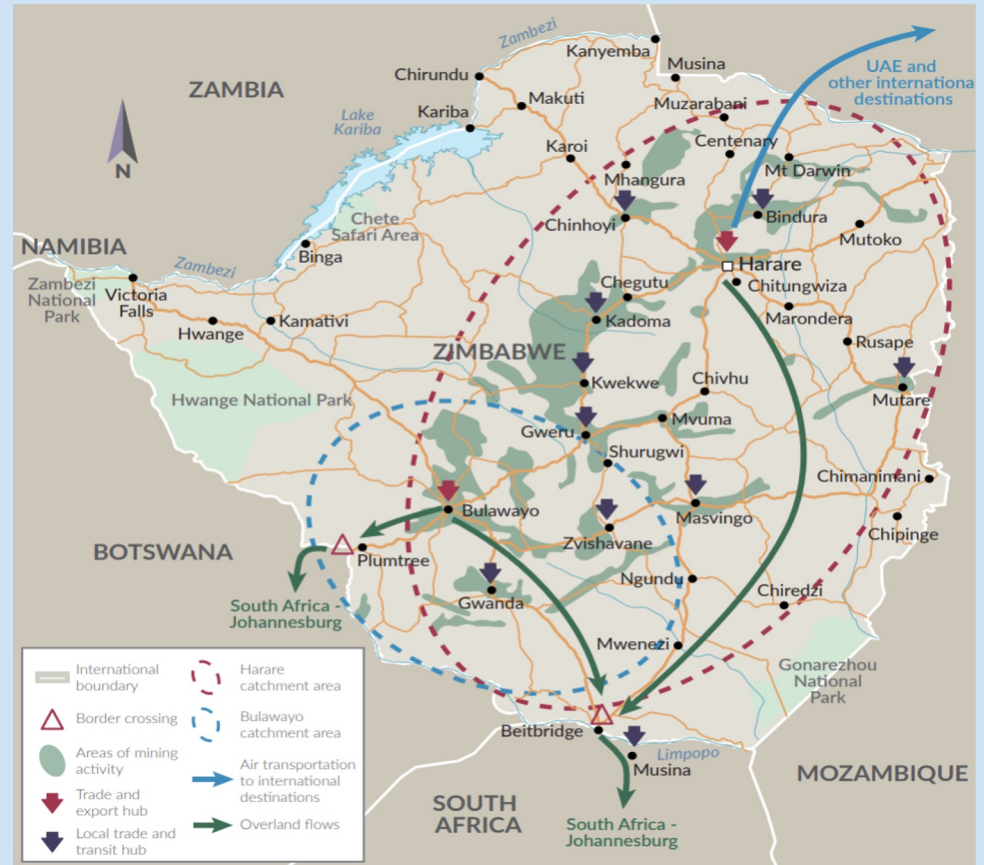 Zambezi
Kanyemba
Musina
Chirundu
UAE and
other internationa
destinations
ZAMBIA
Makuti
Muzarabani
Kariba
Lake
Kariba
Centenary
Karoi
Mt Darwin
N
Mhangura
Chete
Safari Area
Chinhoyi
Bindura
Mutoko
NAMIBIA
Binga
Zambezi
Harare
Zambezi
National
Park
Victoria
Falls
Chegutu
Chitungwiza
Kamativi
Kadoma
Marondera
Hwange
Rusape
ZIMBABWE
Kwekwe
Chivhu
Mutare
Hwange National Park
Mvuma
Gweru
Shurugwi
Chimanimani
Bulawayo
Masvingo
Chipinge
Zvishavane
BOTSWANA
Plumtree
Ngundu
Chiredzi
Gwanda
South Africa -
Johannesburg
Mwenezi
Gonarezhou
National
Park
International
boundary
Harare
catchment area
Border crossing
Bulawayo
catchment area
Areas of mining
activity
Air transportation
to international
destinations
Trade and
export hub
Local trade and
transit hub
Overland flows
Beitbridge
Limpopo
Musina
MOZAMBIQUE
SOUTH
AFRICA
South Africa -
Johannesburg